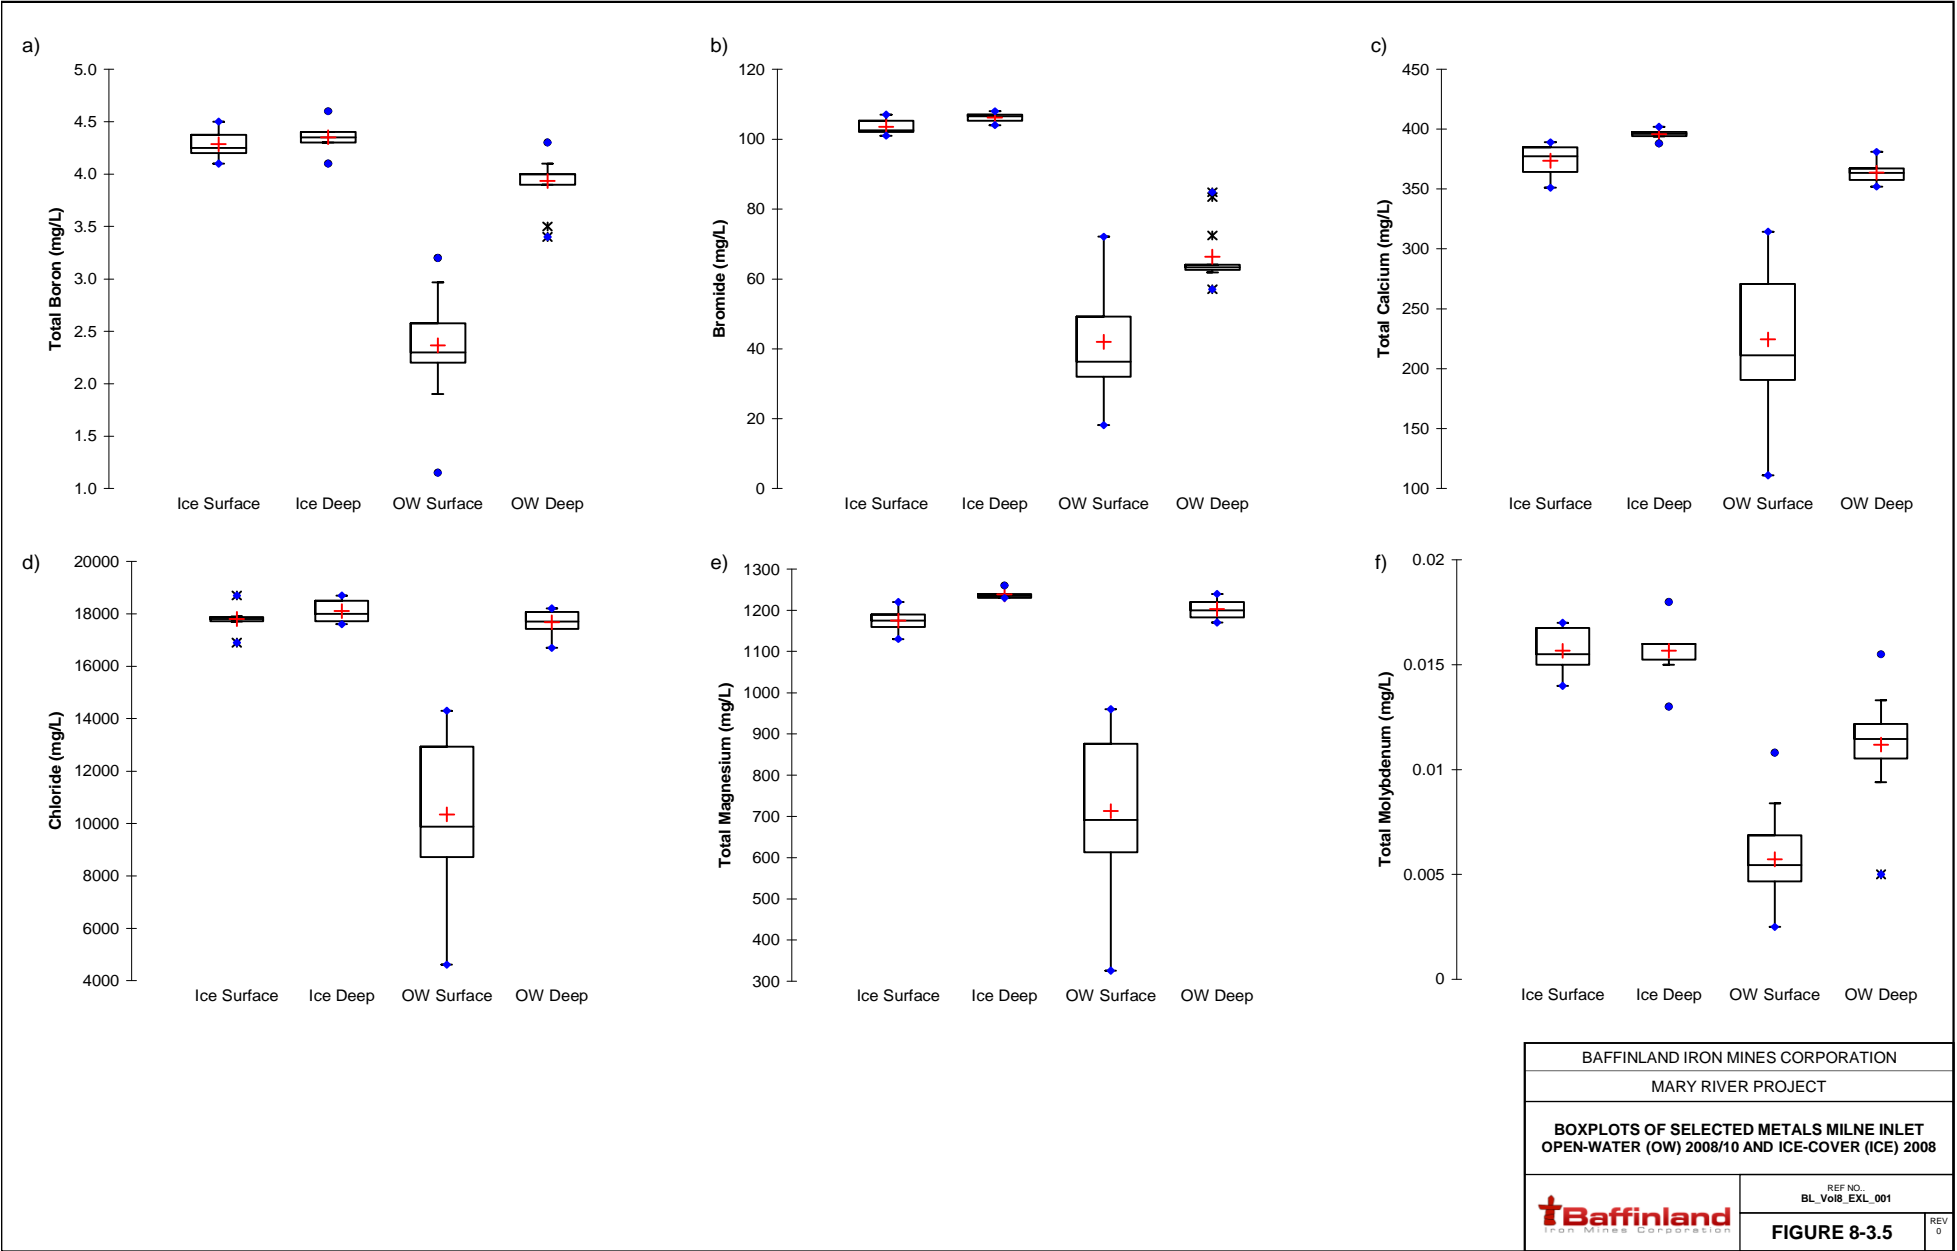 a)
5.0
4.5
4.0
3.5
3.0
2.5
2.0
1.5
1.0
Total Boron (mg/L)
Ice Surface Ice Deep OW Surface OW Deep
b)
120
100
80
60
40
20
0
Bromide (mg/L)
Ice Surface Ice Deep OW Surface OW Deep
c)
450
400
350
300
250
200
150
100
Total Calcium (mg/L)
Ice Surface Ice Deep OW Surface OW Deep
d)
20000
18000
16000
14000
12000
10000
8000
6000
4000
Chloride (mg/L)
Ice Surface Ice Deep OW Surface OW Deep
e)
1300
1200
1100
1000
900
800
700
600
500
400
300
Total Magnesium (mg/L)
Ice Surface Ice Deep OW Surface OW Deep
f)
0.02
0.015
0.01
0.005
0
Total Molybdenum (mg/L)
Ice Surface Ice Deep OW Surface OW Deep
BAFFINLAND IRON MINES CORPORATION
MARY RIVER PROJECT
BOXPLOTS OF SELECTED METALS MILNE INLET
OPEN-WATER (OW) 2008/10 AND ICE-COVER (ICE) 2008
Baffinland
Iron Mines Corporation
REF NO..
BL_Vol8_EXL_001
FIGURE 8-3.5
REV
0